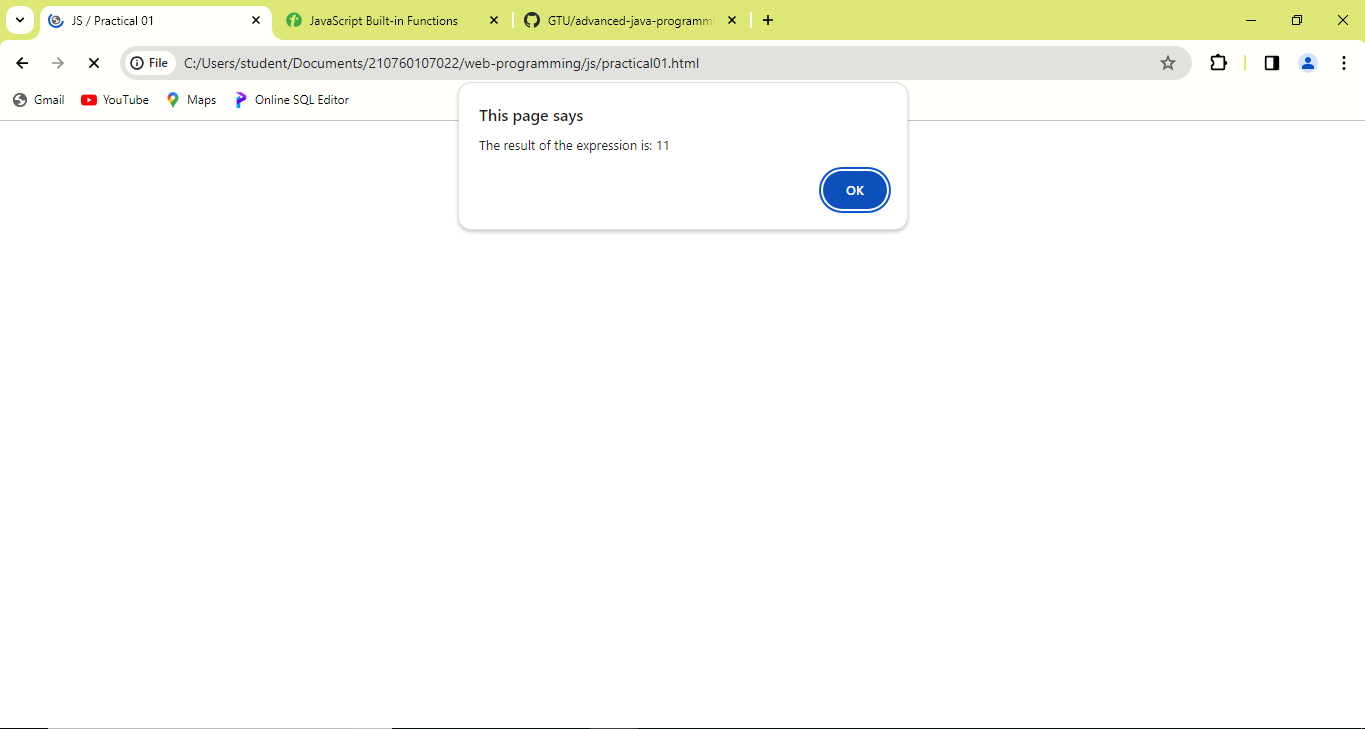 JS / Practical 01
JavaScript Built-in Functions
GTU/advanced-java-programm
File
C:/Users/student/Documents/210760107022/web-programming/js/practical01.html
Gmail
YouTube
Maps
Online SQL Editor
This page says
The result of the expression is: 11
OK